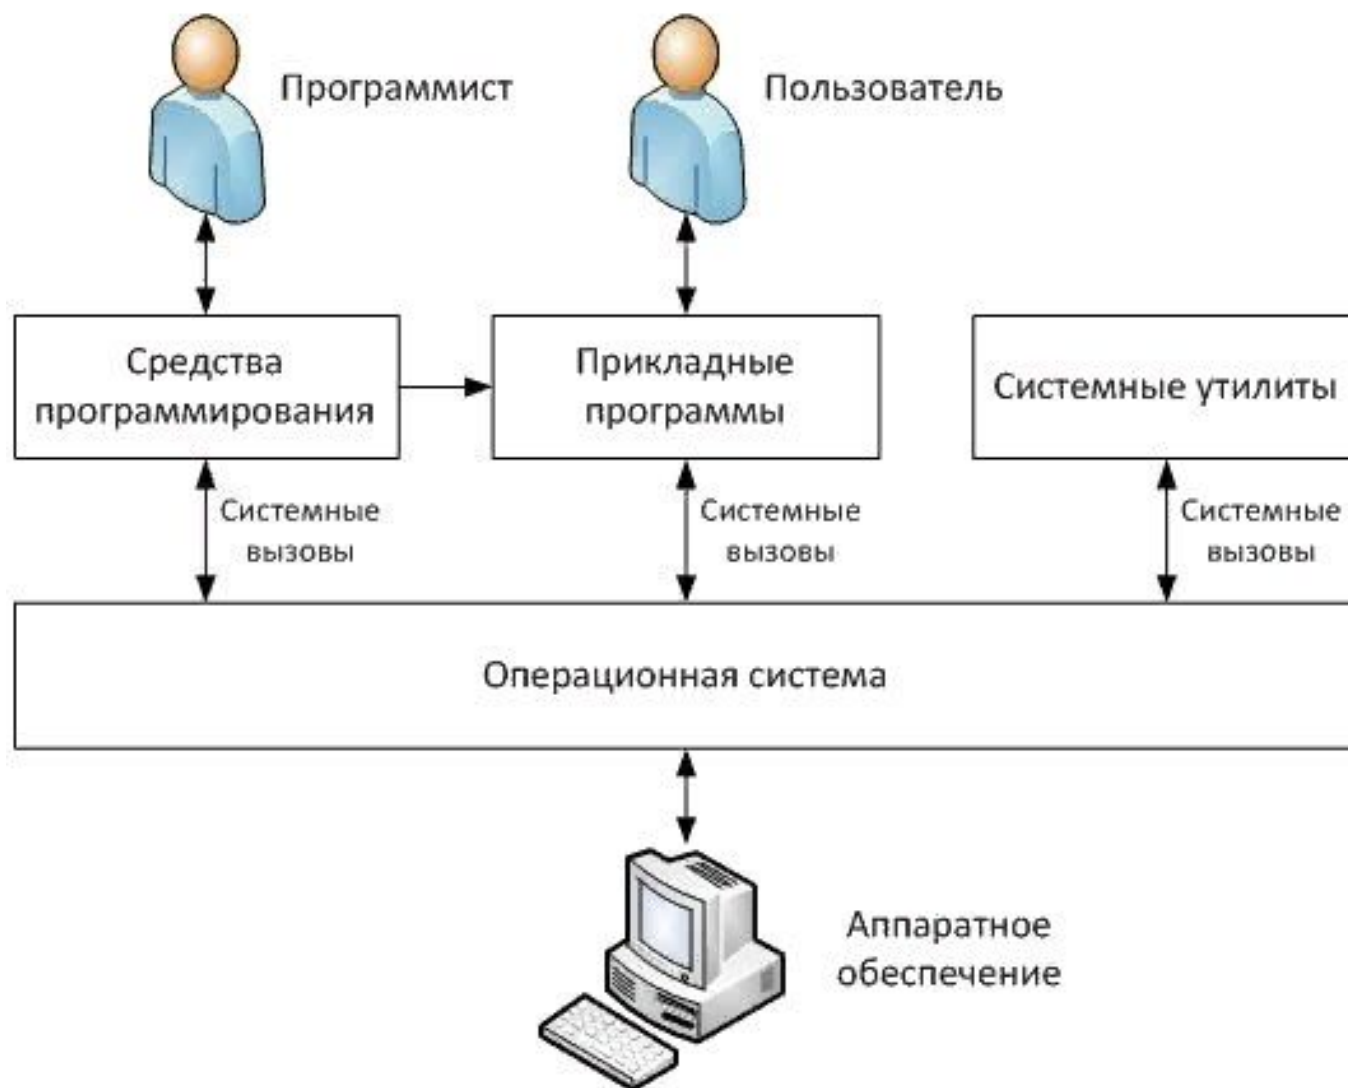 Программист
Пользователь
Средства
программирования
Прикладные
программы
Системные утилиты
Системные
вызовы
Системные
вызовы
Системные
вызовы
Операционная система
Аппаратное
обеспечение